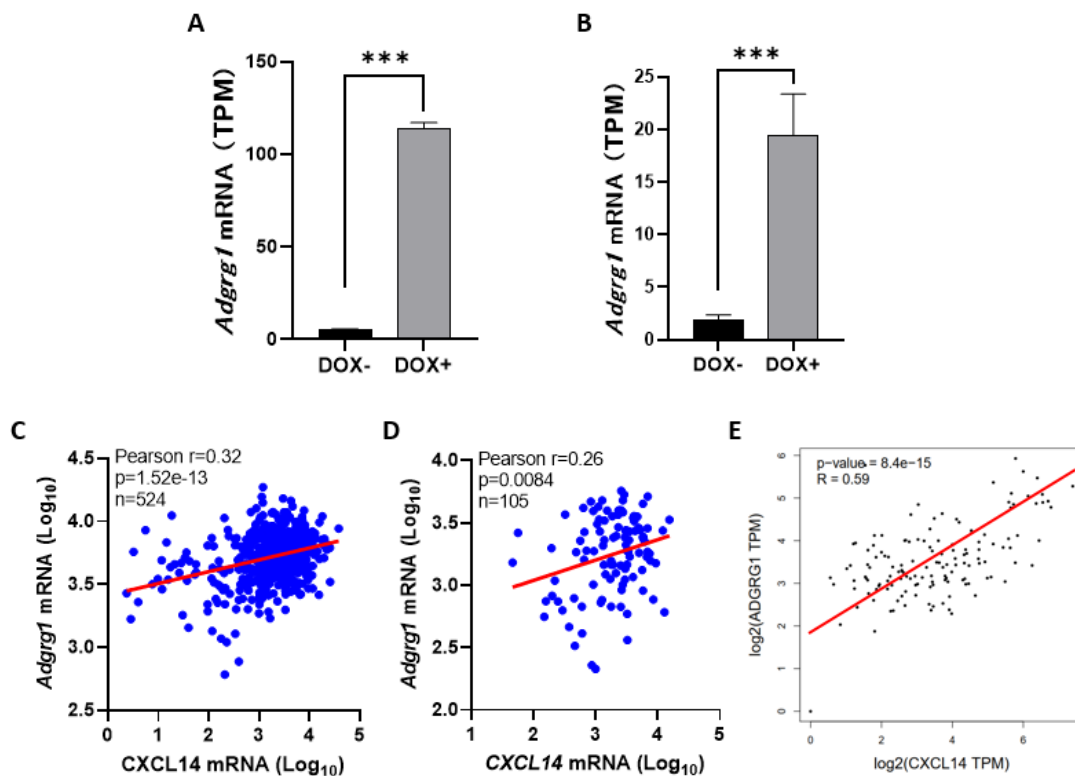 A
***
Adgrg1 mRNA (TPM)
150
100
50
0
DOX-
DOX+
B
***
Adgrg1 mRNA (TPM)
25
20
15
10
5
0
DOX-
DOX+
C
Pearson r=0.32
p=1.52e-13
n=524
Adgrg1 mRNA (Log10)
4.5
4.0
3.5
3.0
2.5
0 1 2 3 4 5
CXCL14 mRNA (Log10)
D
Pearson r=0.26
p=0.0084
n=105
Adgrg1 mRNA (Log10)
4.0
3.5
3.0
2.5
2.0
1 2 3 4 5
CXCL14 mRNA (Log10)
E
p-value = 8.4e-15
R = 0.59
log2(ADGRG1 TPM)
6
5
4
3
2
1
0
0 2 4 6
log2(CXCL14 TPM)